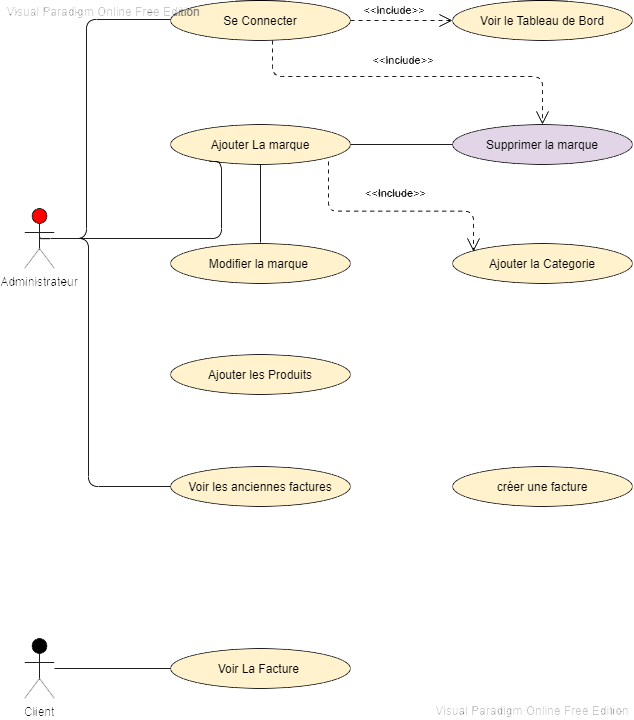 Visual Paradigm Online Free Edition
Se Connecter
<<Include>>
Voir le Tableau de Bord
<<Include>>
Ajouter La marque
Supprimer la marque
<<Include>>
Administrateur
Modifier la marque
Ajouter la Categorie
Ajouter les Produits
Voir les anciennes factures
créer une facture
Voir La Facture
Client
Visual Paradigm Online Free Edition